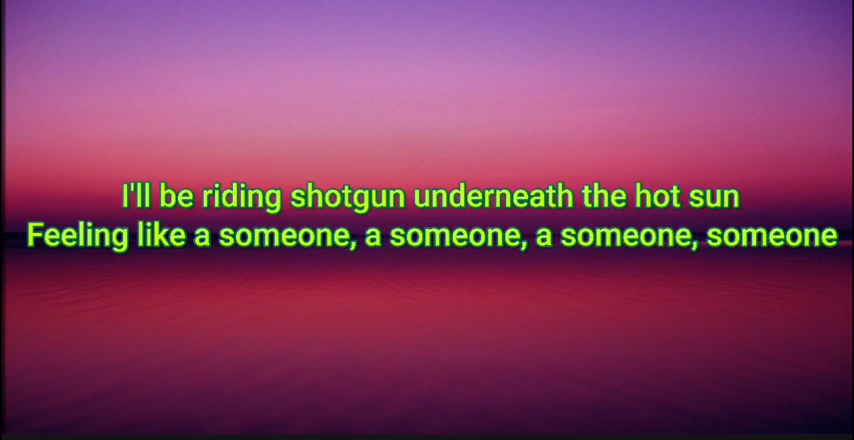 I'll be riding shotgun underneath the hot sun
Feeling like a someone, a someone, a someone, someone